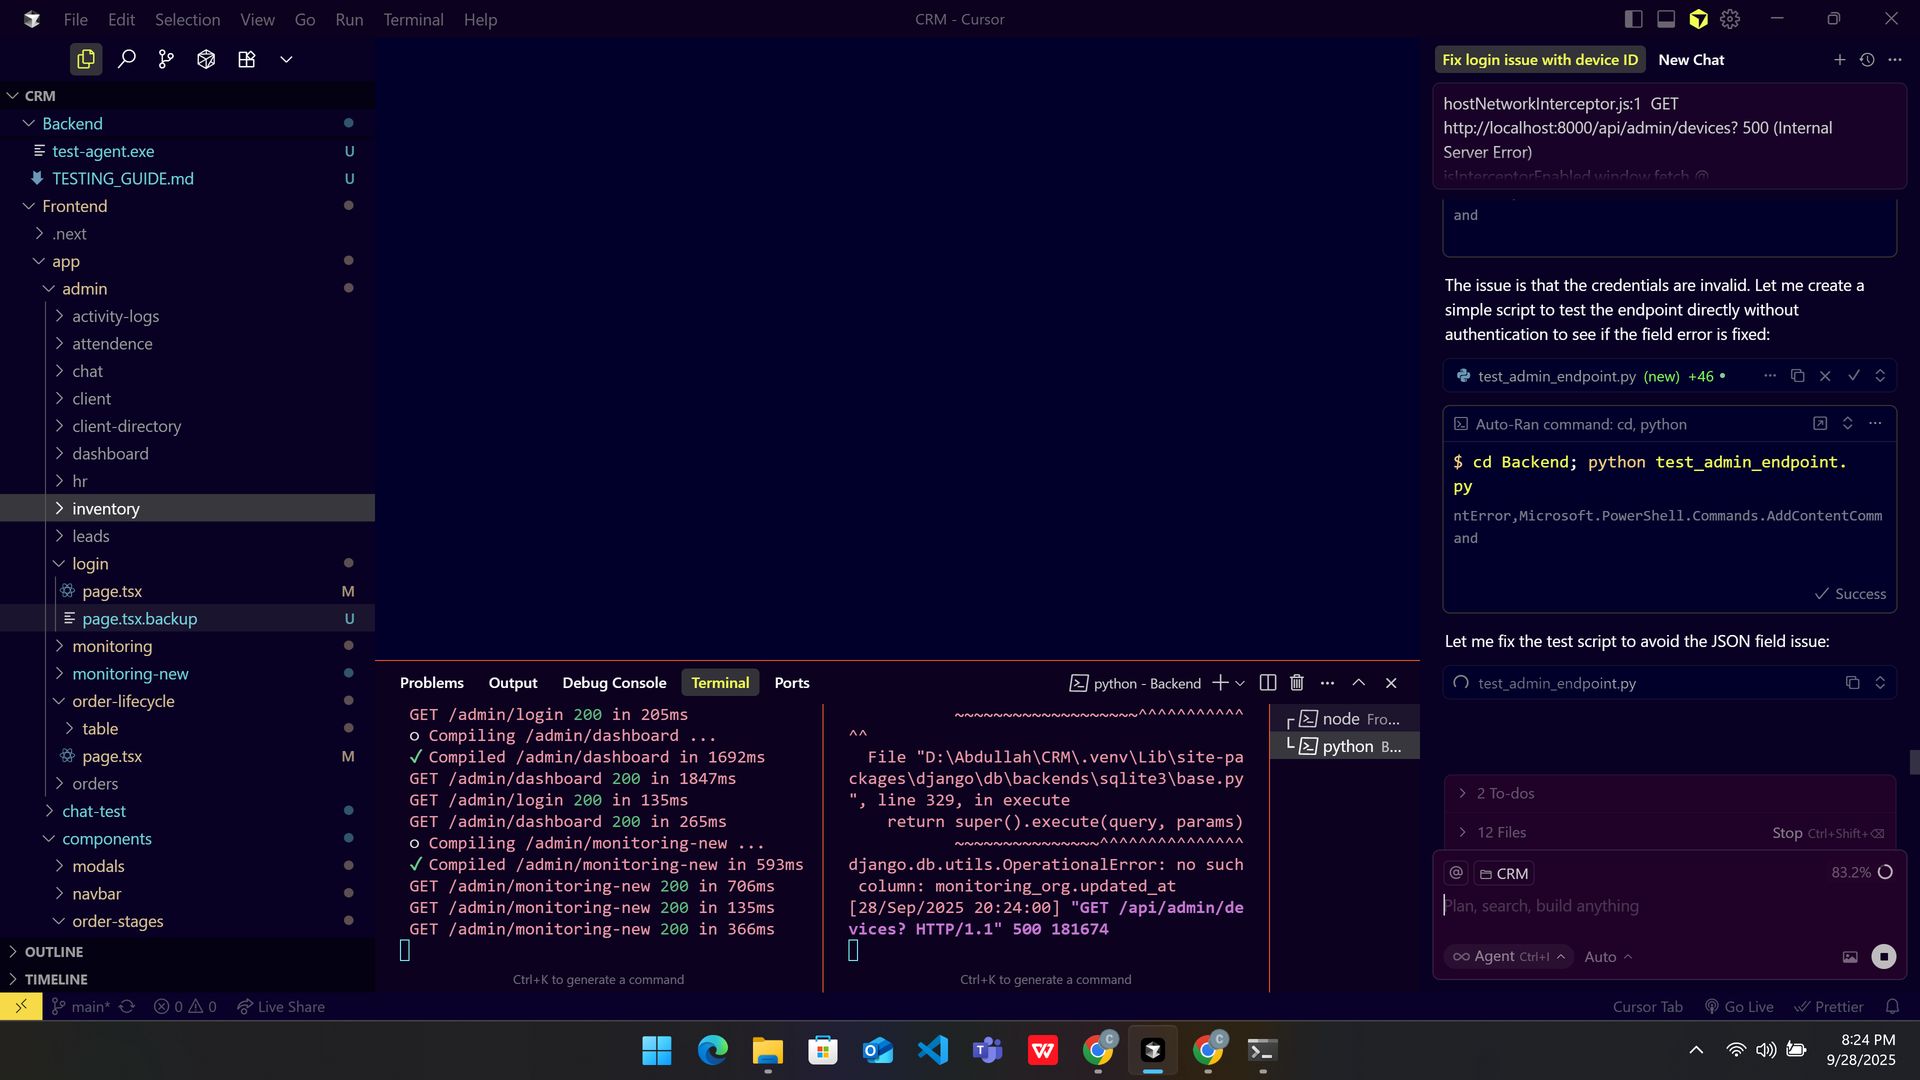 File Edit Selection View Go Run Terminal Help
CRM - Cursor
CRM
Backend
test-agent.exe U
TESTING_GUIDE.md U
Frontend
.next
app
admin
activity-logs
attendence
chat
client
client-directory
dashboard
hr
inventory
leads
login
page.tsx M
page.tsx.backup U
monitoring
monitoring-new
order-lifecycle
table
page.tsx M
orders
chat-test
components
modals
navbar
order-stages
OUTLINE
TIMELINE
Problems Output Debug Console Terminal Ports
python - Backend
GET /admin/login 200 in 205ms
○ Compiling /admin/dashboard ...
✓ Compiled /admin/dashboard in 1692ms
GET /admin/dashboard 200 in 1847ms
GET /admin/login 200 in 135ms
GET /admin/dashboard 200 in 265ms
○ Compiling /admin/monitoring-new ...
✓ Compiled /admin/monitoring-new in 593ms
GET /admin/monitoring-new 200 in 706ms
GET /admin/monitoring-new 200 in 135ms
GET /admin/monitoring-new 200 in 366ms
Ctrl+K to generate a command
~~~~~~~~~~~~~~~~~~~^^^^^^^^^^^
^^
File "D:\Abdullah\CRM\.venv\Lib\site-pa
ckages\django\db\backends\sqlite3\base.py
", line 329, in execute
return super().execute(query, params)
~~~~~~~~~~~~~~~^^^^^^^^^^^^^^^
django.db.utils.OperationalError: no such
column: monitoring_org.updated_at
[28/Sep/2025 20:24:00] "GET /api/admin/de
vices? HTTP/1.1" 500 181674
Ctrl+K to generate a command
node Fro...
python B...
Fix login issue with device ID New Chat
hostNetworkInterceptor.js:1 GET
http://localhost:8000/api/admin/devices? 500 (Internal
Server Error)
isInterceptorEnabled.window.fetch @
and
The issue is that the credentials are invalid. Let me create a
simple script to test the endpoint directly without
authentication to see if the field error is fixed:
test_admin_endpoint.py (new) +46 •
Auto-Ran command: cd, python
$ cd Backend; python test_admin_endpoint.
py
ntError,Microsoft.PowerShell.Commands.AddContentComm
and
✓ Success
Let me fix the test script to avoid the JSON field issue:
test_admin_endpoint.py
2 To-dos
12 Files Stop Ctrl+Shift+⌫
@ CRM 83.2%
Plan, search, build anything
∞ Agent Ctrl+I Auto
main* 0 0 Live Share
Cursor Tab Go Live Prettier
8:24 PM
9/28/2025